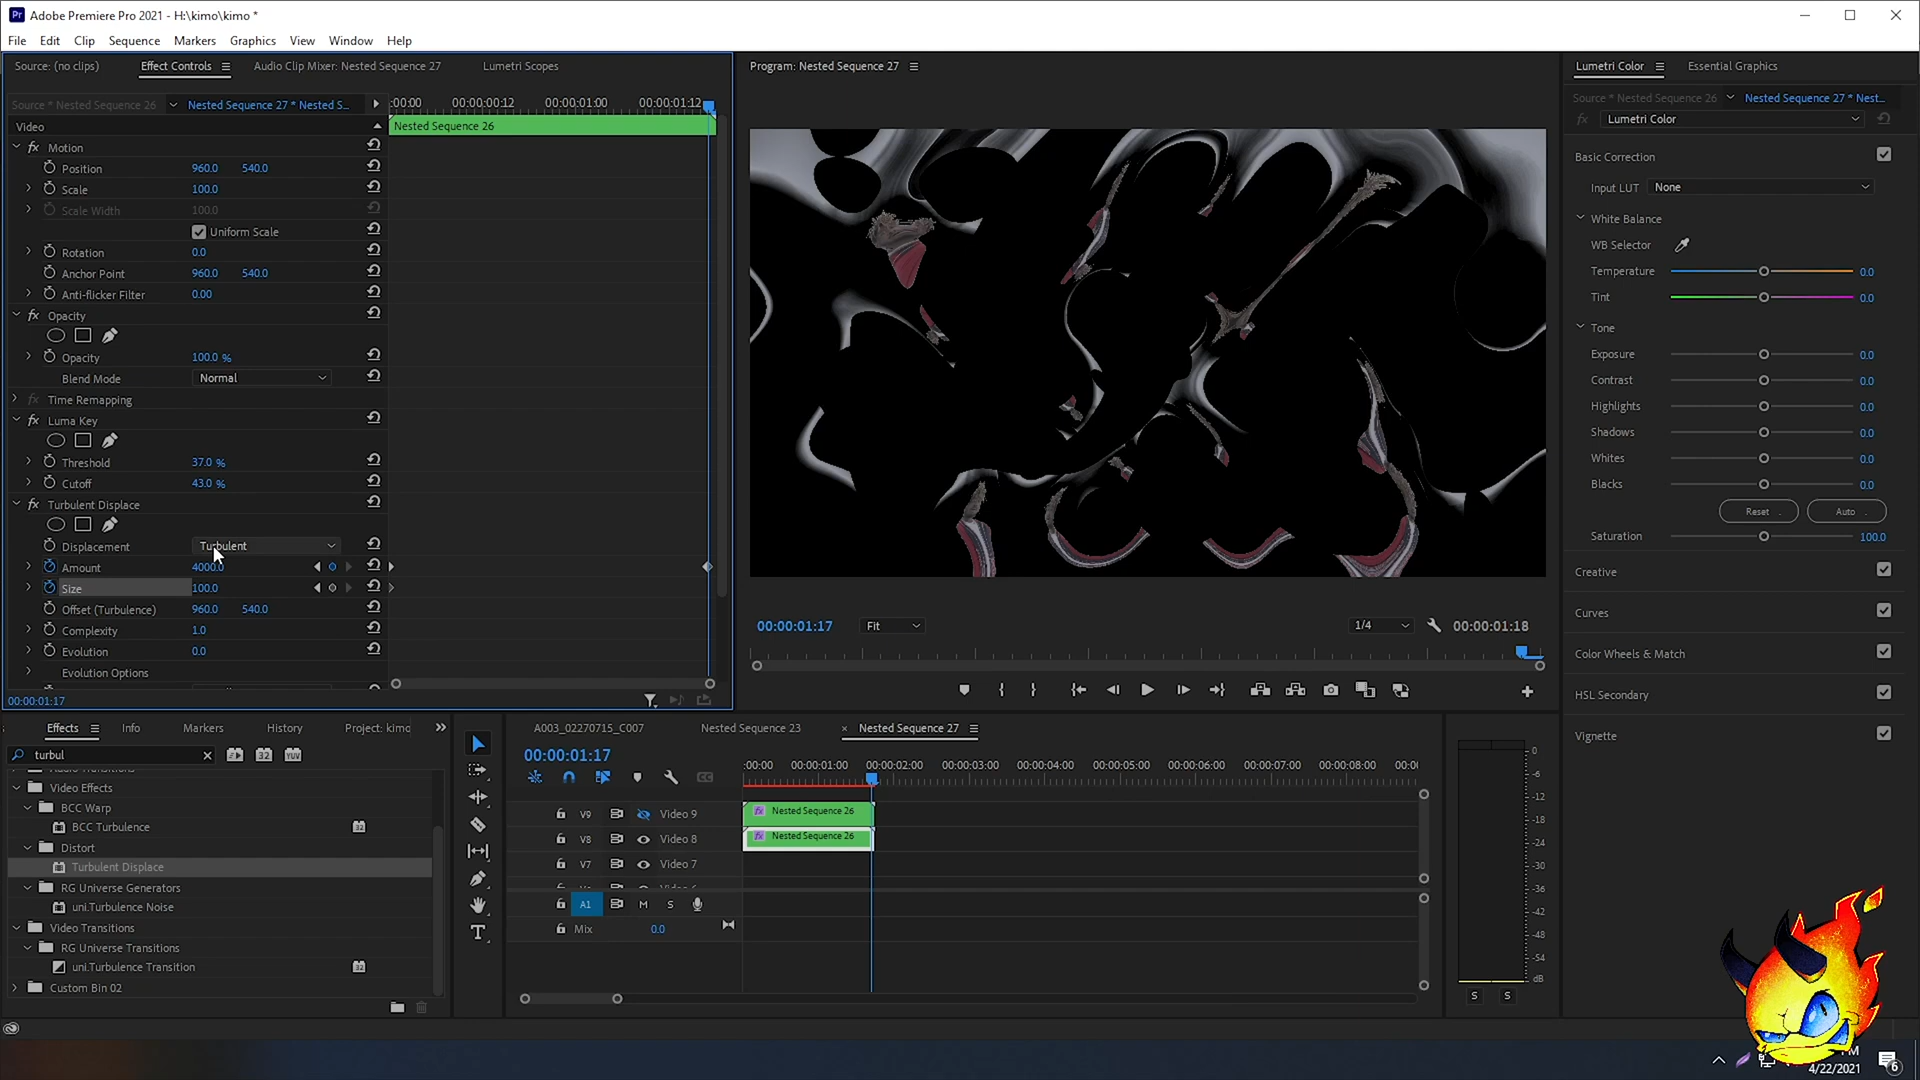 Adobe Premiere Pro 2021 - H:\kimo\kimo *
File Edit Clip Sequence Markers Graphics View Window Help
Source: (no clips) Effect Controls Audio Clip Mixer: Nested Sequence 27 Lumetri Scopes
Source * Nested Sequence 26 Nested Sequence 27 * Nested S...
:00:00 00:00:00:12 00:00:01:00 00:00:01:12
Video
Nested Sequence 26
fx Motion
Position 960.0 540.0
Scale 100.0
Scale Width 100.0
Uniform Scale
Rotation 0.0
Anchor Point 960.0 540.0
Anti-flicker Filter 0.00
fx Opacity
Opacity 100.0 %
Blend Mode Normal
fx Time Remapping
fx Luma Key
Threshold 37.0 %
Cutoff 43.0 %
fx Turbulent Displace
Displacement Turbulent
Amount 4000.0
Size 100.0
Offset (Turbulence) 960.0 540.0
Complexity 1.0
Evolution 0.0
Evolution Options
00:00:01:17
Program: Nested Sequence 27
00:00:01:17 Fit 1/4 00:00:01:18
Lumetri Color Essential Graphics
Source * Nested Sequence 26 Nested Sequence 27 * Nest...
fx Lumetri Color
Basic Correction
Input LUT None
White Balance
WB Selector
Temperature 0.0
Tint 0.0
Tone
Exposure 0.0
Contrast 0.0
Highlights 0.0
Shadows 0.0
Whites 0.0
Blacks 0.0
Reset Auto
Saturation 100.0
Creative
Curves
Color Wheels & Match
HSL Secondary
Vignette
Effects Info Markers History Project: kimo
turbul
32 YUV
Video Effects
BCC Warp
BCC Turbulence 32
Distort
Turbulent Displace
RG Universe Generators
uni.Turbulence Noise
Video Transitions
RG Universe Transitions
uni.Turbulence Transition 32
Custom Bin 02
A003_02270715_C007 Nested Sequence 23 × Nested Sequence 27
00:00:01:17
:00:00 00:00:01:00 00:00:02:00 00:00:03:00 00:00:04:00 00:00:05:00 00:00:06:00 00:00:07:00 00:00:08:00 00:0
V9 Video 9 fx Nested Sequence 26
V8 Video 8 fx Nested Sequence 26
V7 Video 7
A1 M S
Mix 0.0
0
-6
-12
-18
-24
-30
-36
-42
-48
-54
dB
S S
4/22/2021
6